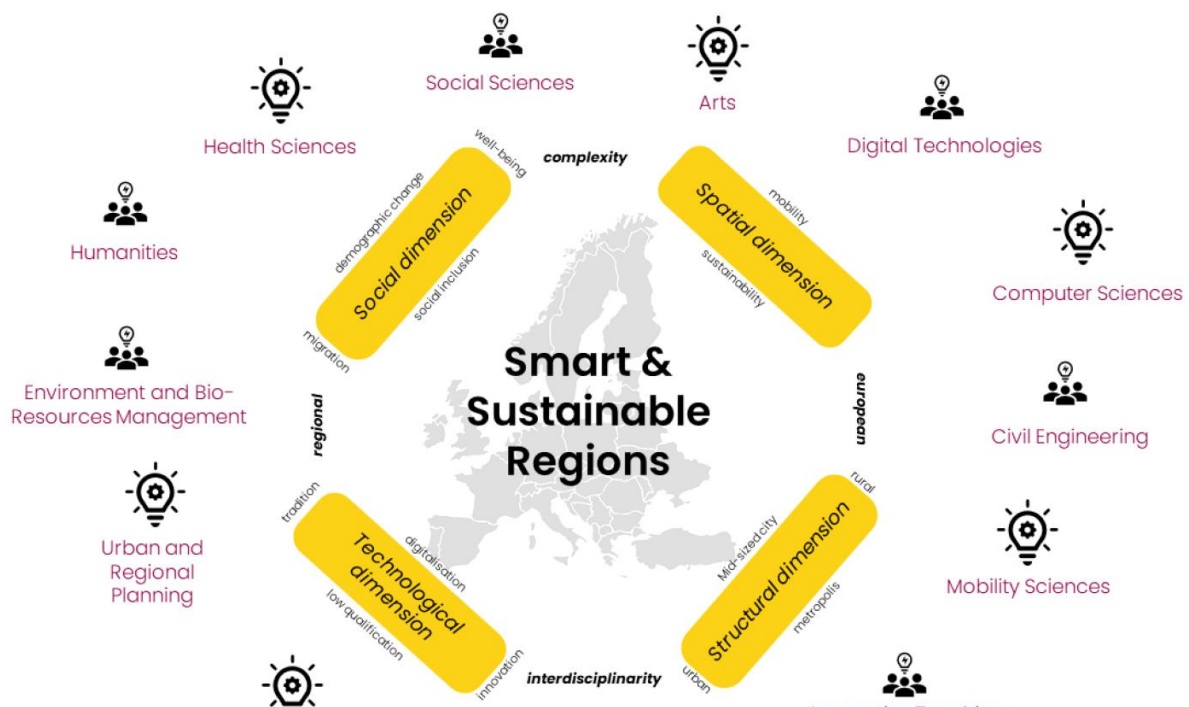 Social Sciences
Arts
Health Sciences
Digital Technologies
well-being
complexity
demographic change
Social dimension
social inclusion
migration
mobility
Spatial dimension
sustainability
Humanities
Computer Sciences
Environment and Bio-
Resources Management
regional
Smart &
Sustainable
Regions
european
Civil Engineering
Urban and
Regional
Planning
tradition
digitalisation
Technological
dimension
low qualification
innovation
interdisciplinarity
rural
Mid-sized city
Structural dimension
metropolis
urban
Mobility Sciences